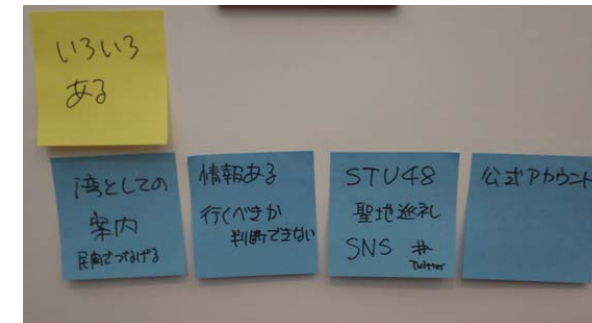 いろいろ
ある
湾としての
案内
民間でつなげる
情報ある
行くべきか
判断できない
STU48
聖地巡礼
SNS #
Twitter
公式アカウント